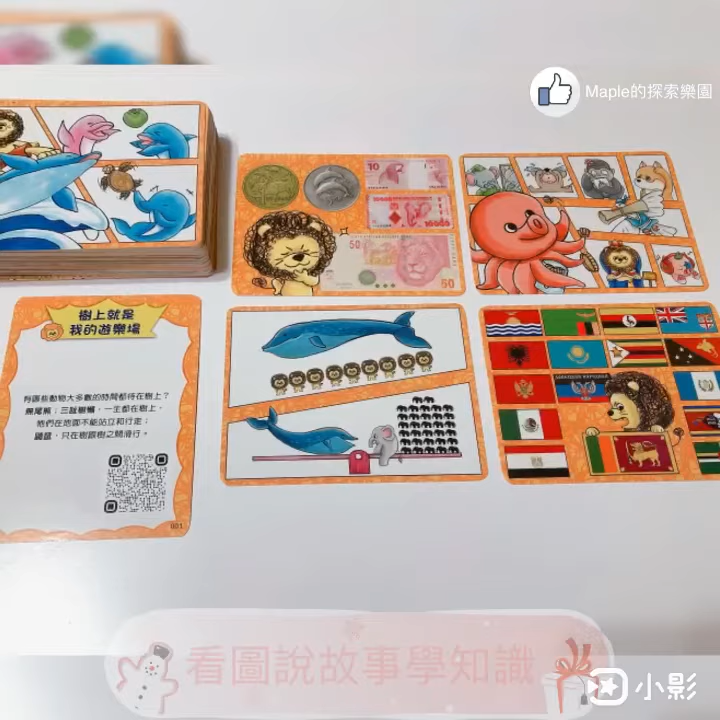 Maple的探索樂園
10
10000
50
50
樹上就是
我的遊樂場
有哪些動物大多數的時間都待在樹上？
無尾熊；三趾樹懶，一生都在樹上，
他們在地面不能站立和行走；
鼯鼠，只在樹跟樹之間滑行。
001
看圖說故事學知識
小影